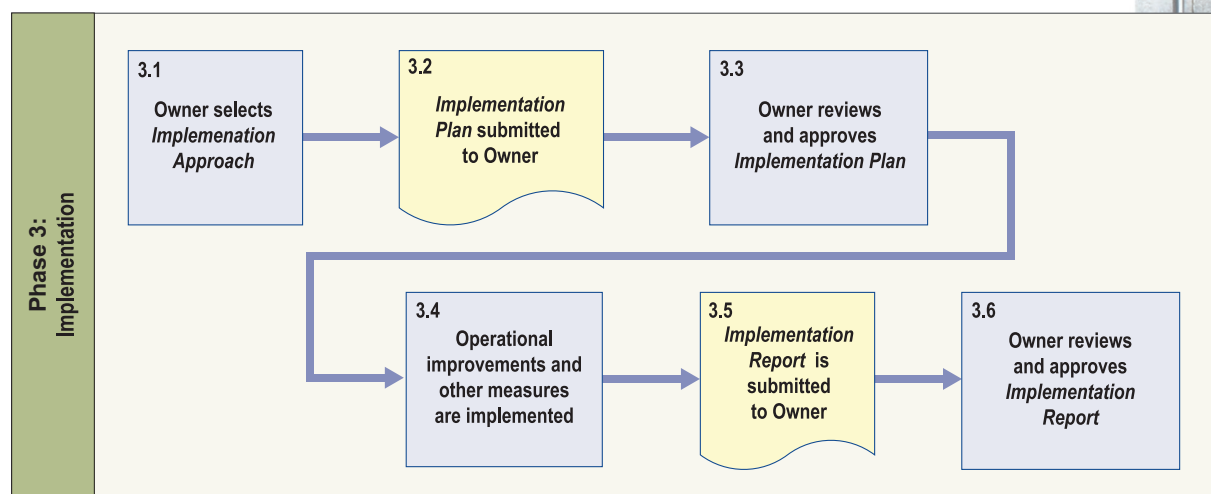 Phase 3:
Implementation
3.1
Owner selects
Implemenation
Approach
3.2
Implementation
Plan submitted
to Owner
3.3
Owner reviews
and approves
Implementation Plan
3.4
Operational
improvements and
other measures
are implemented
3.5
Implementation
Report is
submitted
to Owner
3.6
Owner reviews
and approves
Implementation
Report